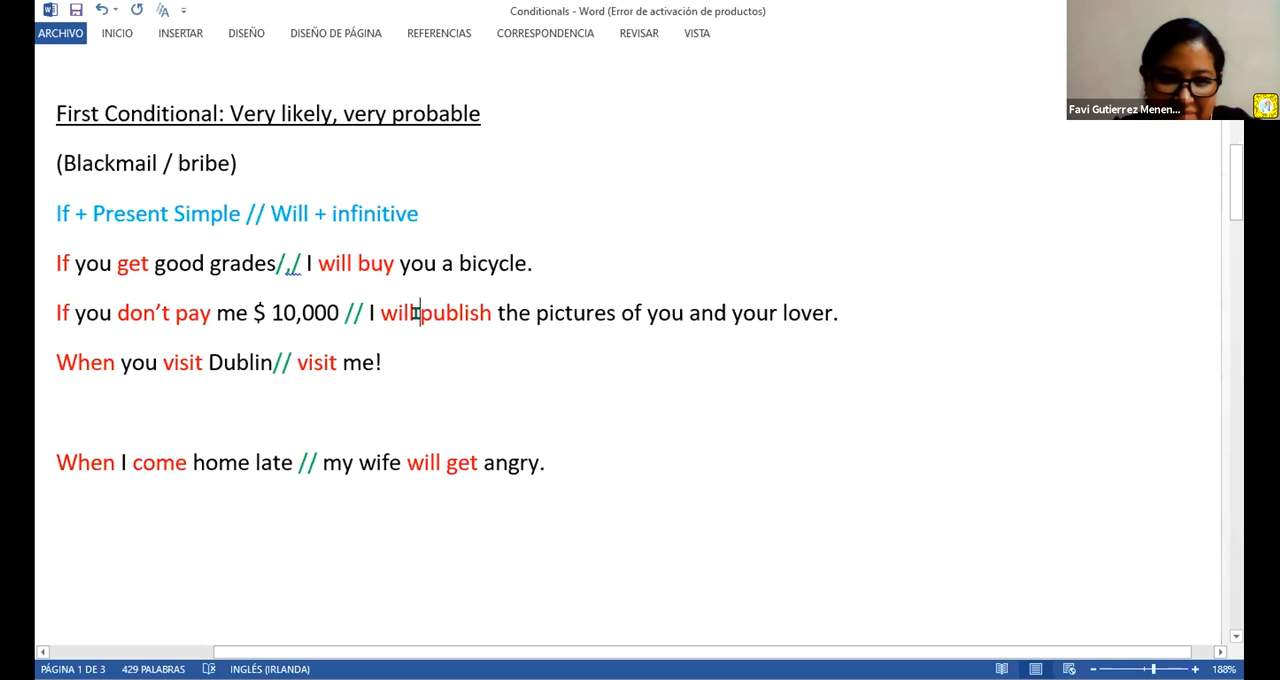 Conditionals - Word (Error de activación de productos)
ARCHIVO INICIO INSERTAR DISEÑO DISEÑO DE PÁGINA REFERENCIAS CORRESPONDENCIA REVISAR VISTA
Favi Gutierrez Menen...
First Conditional: Very likely, very probable
(Blackmail / bribe)
If + Present Simple // Will + infinitive
If you get good grades/,/ I will buy you a bicycle.
If you don’t pay me $ 10,000 // I will publish the pictures of you and your lover.
When you visit Dublin// visit me!
When I come home late // my wife will get angry.
PÁGINA 1 DE 3 429 PALABRAS INGLÉS (IRLANDA) 188%